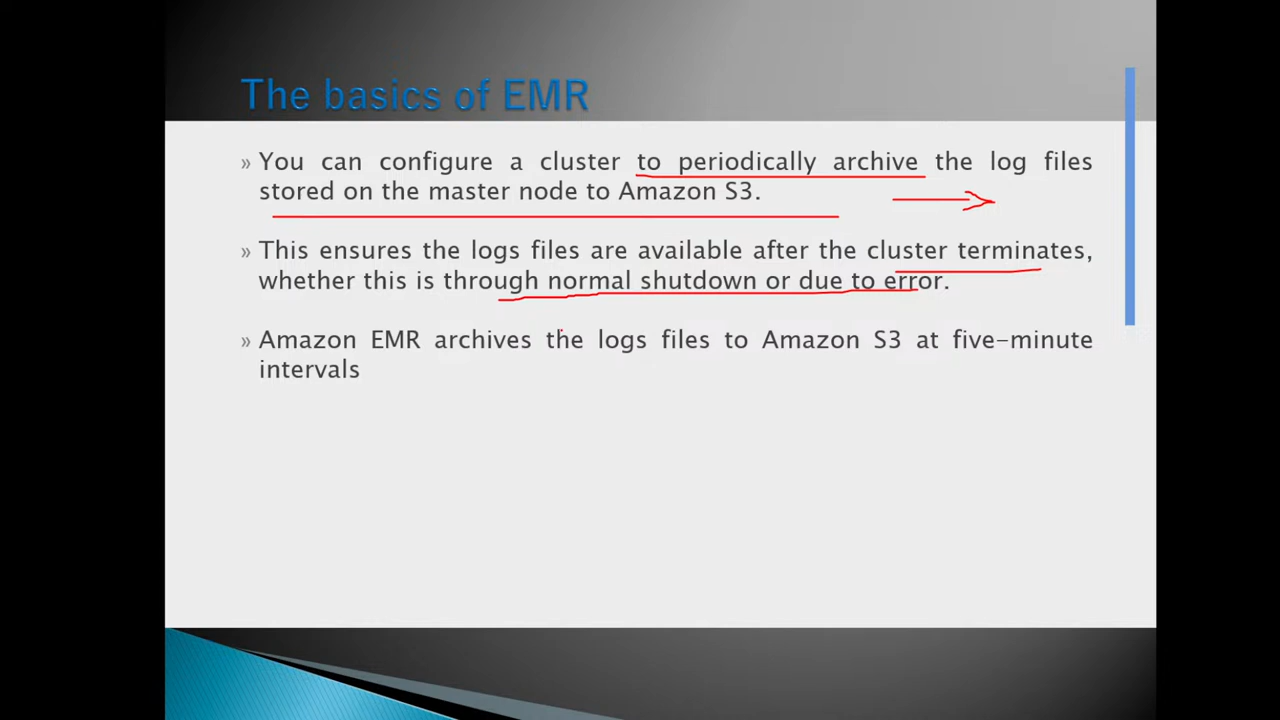 The basics of EMR
» You can configure a cluster to periodically archive the log files
stored on the master node to Amazon S3.
» This ensures the logs files are available after the cluster terminates,
whether this is through normal shutdown or due to error.
» Amazon EMR archives the logs files to Amazon S3 at five-minute
intervals